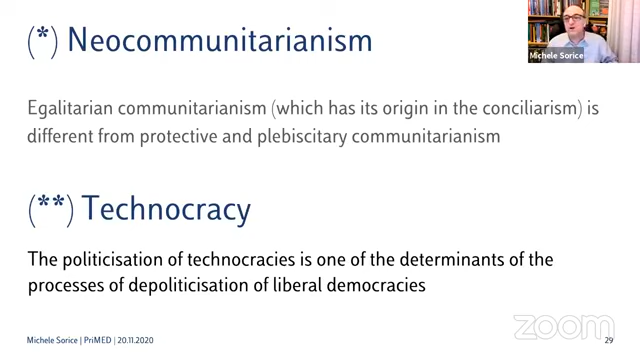 (*) Neocommunitarianism
Michele Sorice
Egalitarian communitarianism (which has its origin in the conciliarism) is
different from protective and plebiscitary communitarianism
(**) Technocracy
The politicisation of technocracies is one of the determinants of the
processes of depoliticisation of liberal democracies
zoom
Michele Sorice | PriMED | 20.11.2020
29